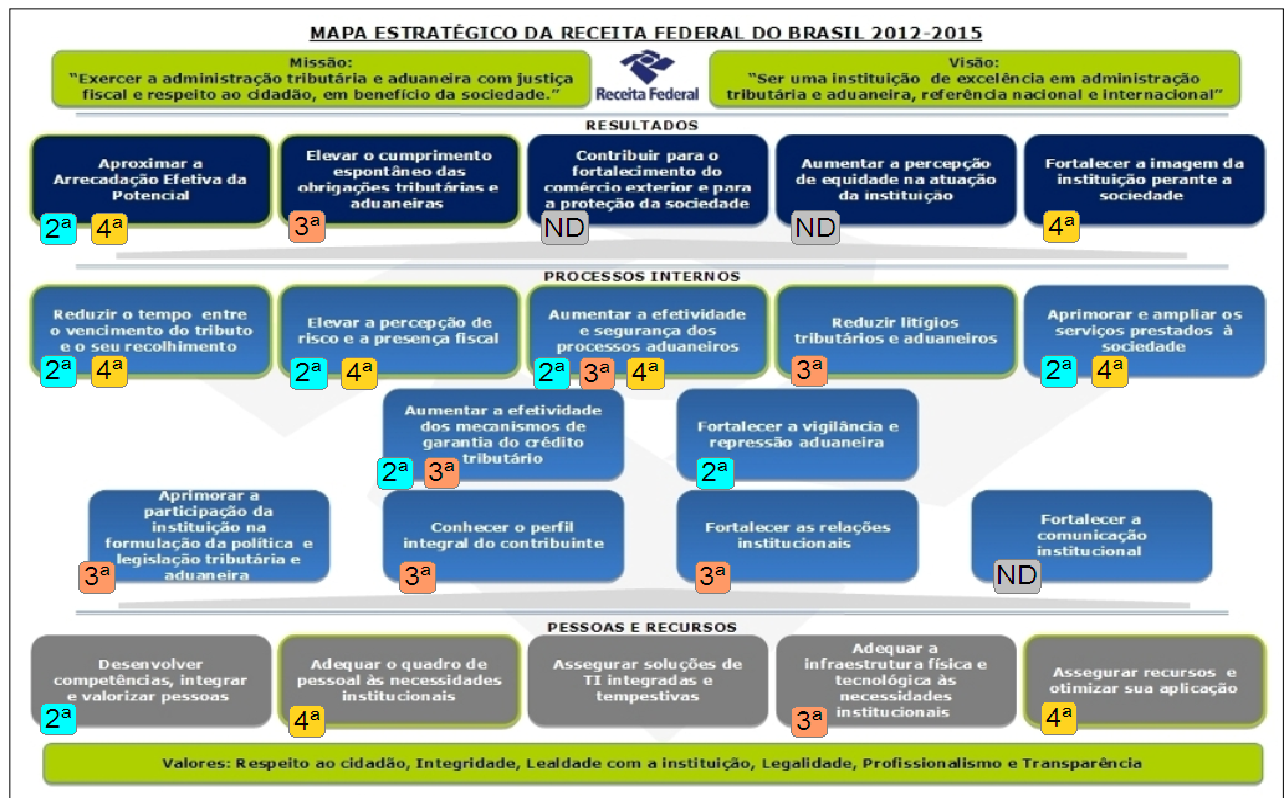 MAPA ESTRATÉGICO DA RECEITA FEDERAL DO BRASIL 2012-2015
Missão:
“Exercer a administração tributária e aduaneira com justiça
fiscal e respeito ao cidadão, em benefício da sociedade.”
Receita Federal
Visão:
“Ser uma instituição de excelência em administração
tributária e aduaneira, referência nacional e internacional”
RESULTADOS
Aproximar a
Arrecadação Efetiva da
Potencial
2ª 4ª
Elevar o cumprimento
espontâneo das
obrigações tributárias e
aduaneiras
3ª
Contribuir para o
fortalecimento do
comércio exterior e para
a proteção da sociedade
ND
Aumentar a percepção
de equidade na atuação
da instituição
ND
Fortalecer a imagem da
instituição perante a
sociedade
4ª
PROCESSOS INTERNOS
Reduzir o tempo entre
o vencimento do tributo
e o seu recolhimento
2ª 4ª
Elevar a percepção de
risco e a presença fiscal
2ª 4ª
Aumentar a efetividade
e segurança dos
processos aduaneiros
2ª 3ª 4ª
Reduzir litígios
tributários e aduaneiros
3ª
Aprimorar e ampliar os
serviços prestados à
sociedade
2ª 4ª
Aumentar a efetividade
dos mecanismos de
garantia do crédito
tributário
2ª 3ª
Fortalecer a vigilância e
repressão aduaneira
2ª
Aprimorar a
participação da
instituição na
formulação da política e
legislação tributária e
aduaneira
3ª
Conhecer o perfil
integral do contribuinte
3ª
Fortalecer as relações
institucionais
3ª
Fortalecer a
comunicação
institucional
ND
PESSOAS E RECURSOS
Desenvolver
competências, integrar
e valorizar pessoas
2ª
Adequar o quadro de
pessoal às necessidades
institucionais
4ª
Assegurar soluções de
TI integradas e
tempestivas
Adequar a
infraestrutura física e
tecnológica às
necessidades
institucionais
3ª
Assegurar recursos e
otimizar sua aplicação
4ª
Valores: Respeito ao cidadão, Integridade, Lealdade com a instituição, Legalidade, Profissionalismo e Transparência